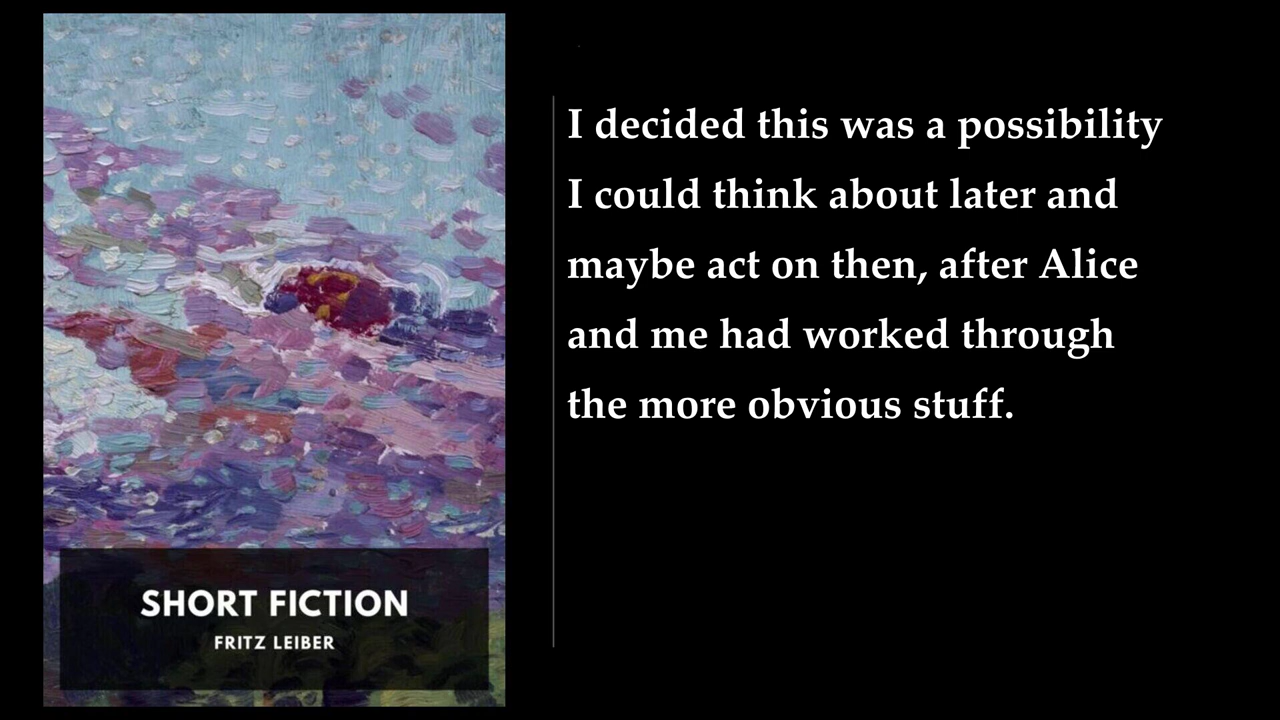 SHORT FICTION
FRITZ LEIBER
I decided this was a possibility
I could think about later and
maybe act on then, after Alice
and me had worked through
the more obvious stuff.